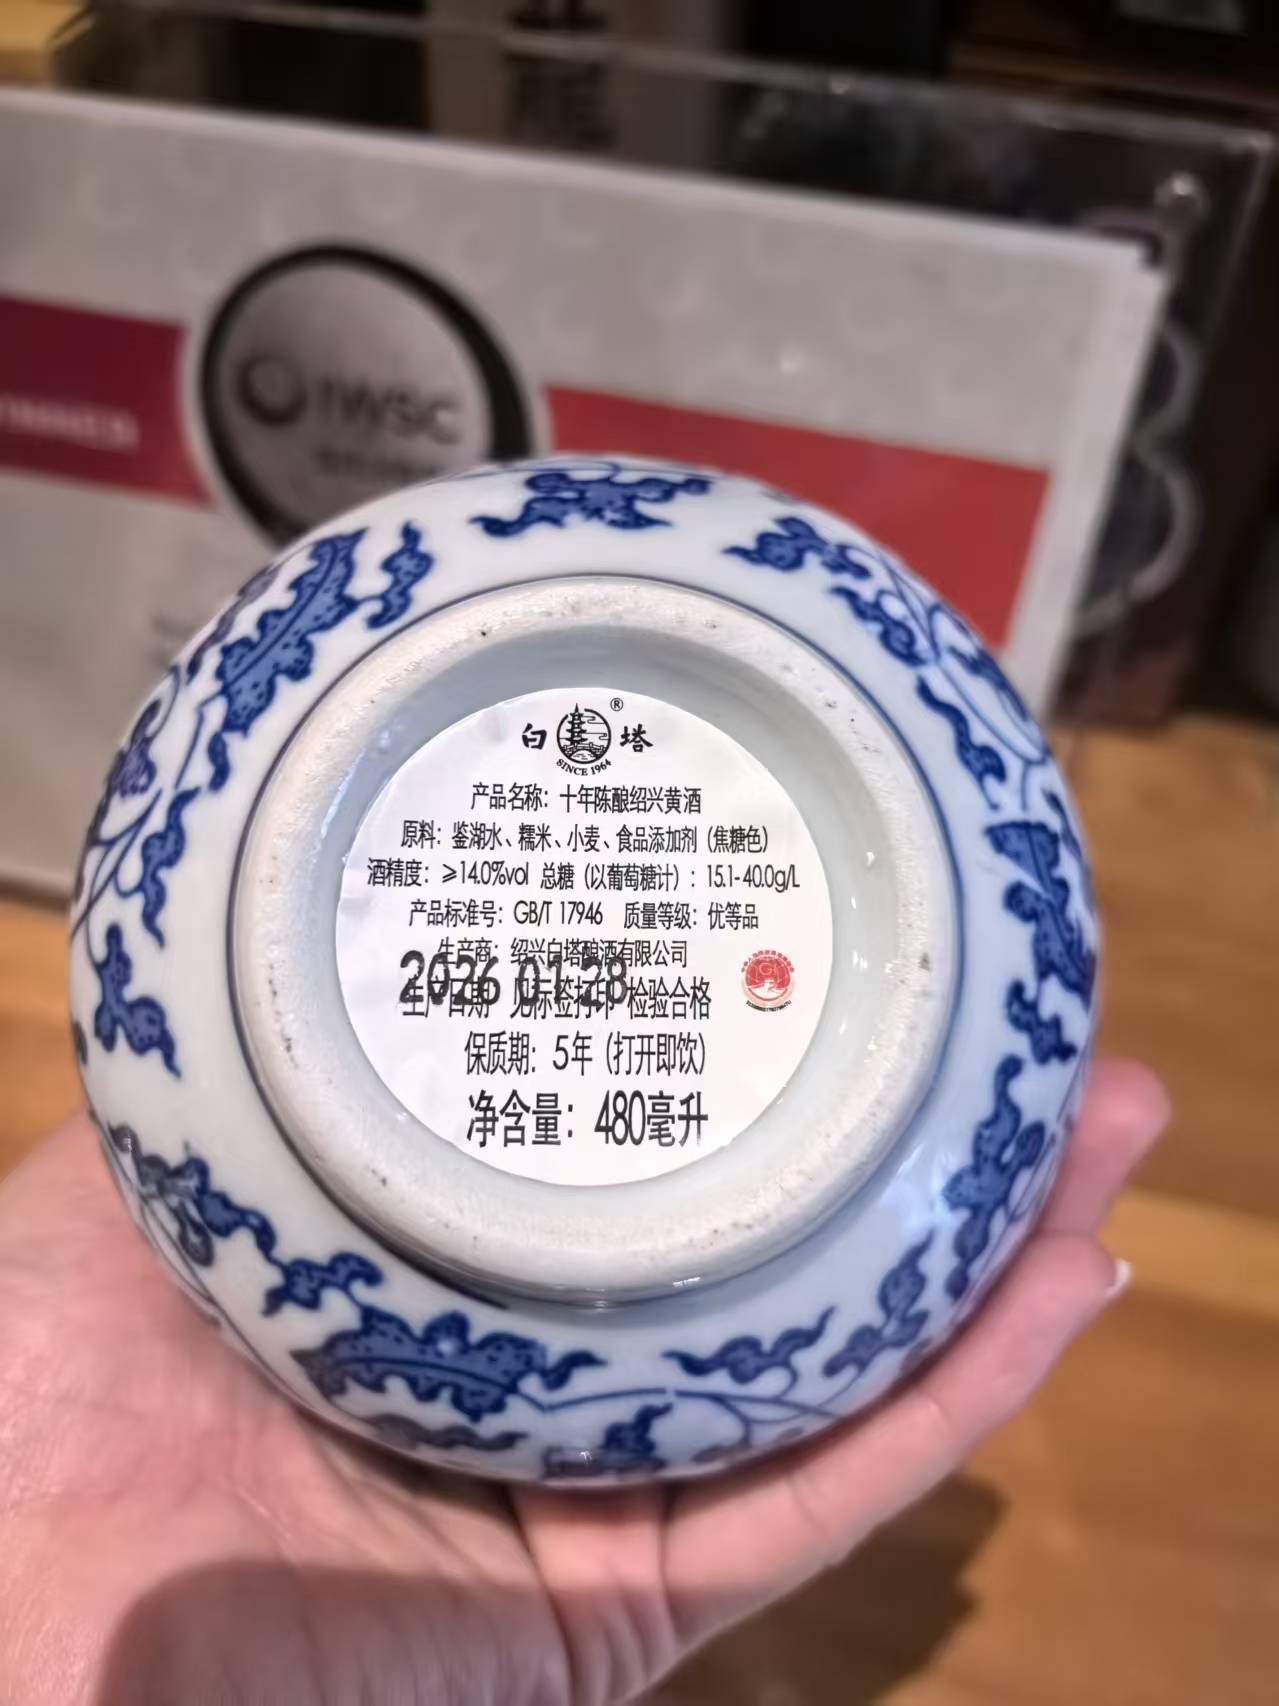 IWSC
白塔®
SINCE 1964
产品名称：十年陈酿绍兴黄酒
原料：鉴湖水、糯米、小麦、食品添加剂（焦糖色）
酒精度：≥14.0%vol 总糖（以葡萄糖计）：15.1-40.0g/L
产品标准号：GB/T 17946 质量等级：优等品
生产商：绍兴白塔酿酒有限公司
2026 01 28
生产日期 见标签打印 检验合格
保质期：5年（打开即饮）
净含量：480毫升